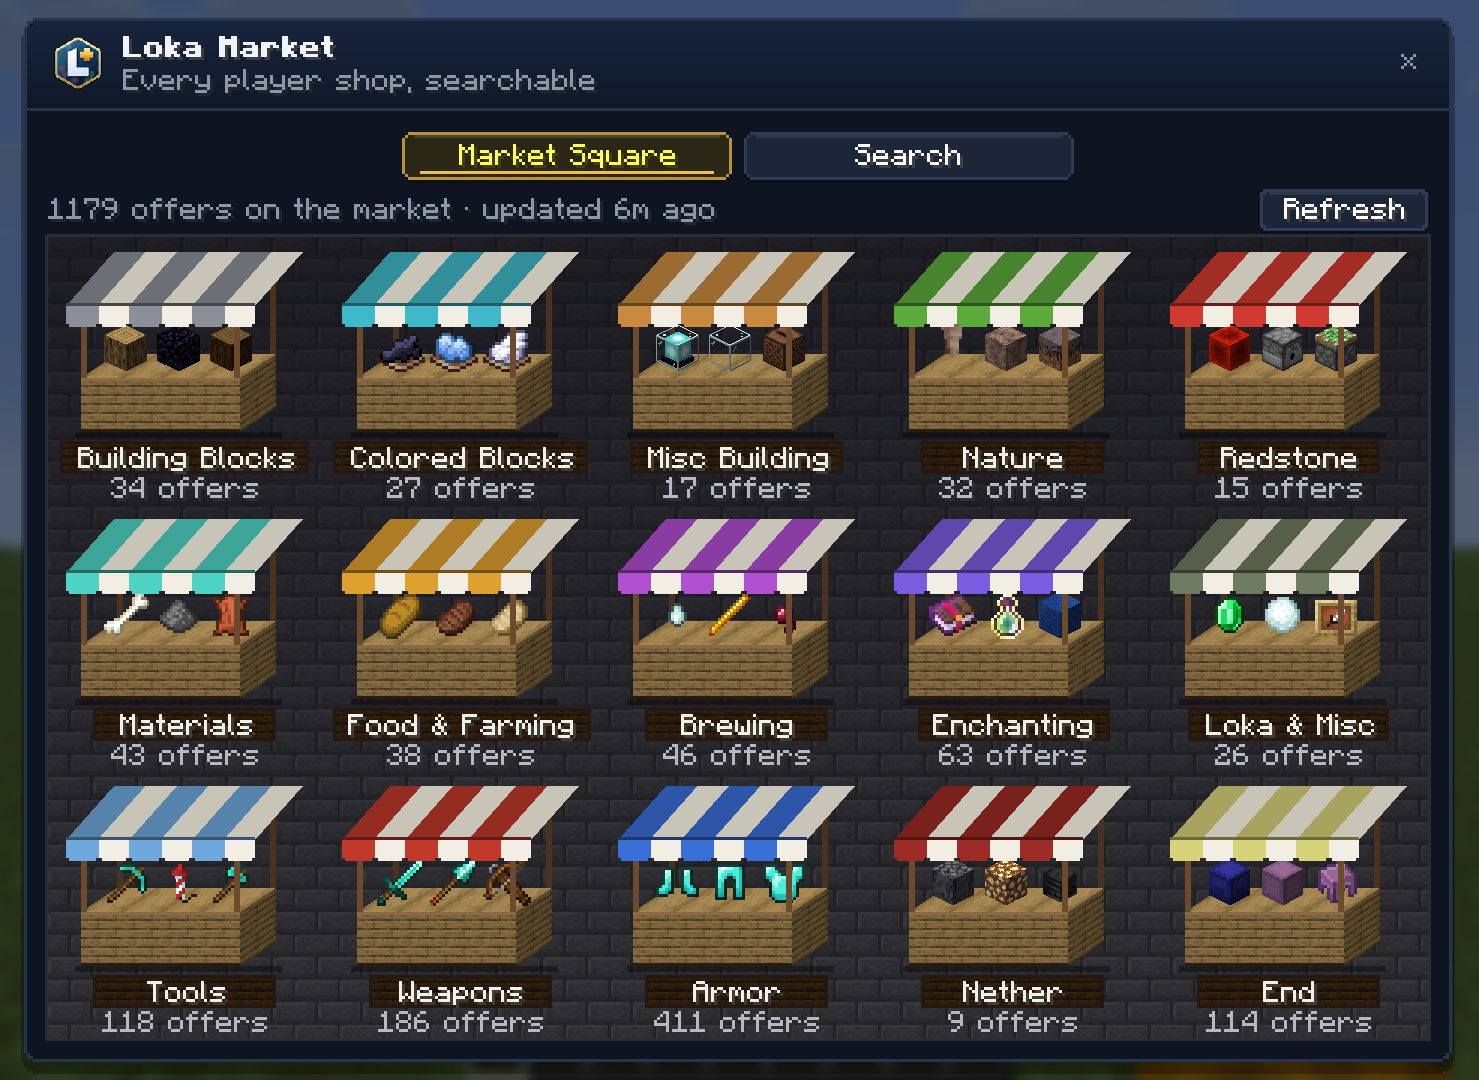 Loka Market
Every player shop, searchable
×
Market Square
Search
1179 offers on the market · updated 6m ago
Refresh
Building Blocks
34 offers
Colored Blocks
27 offers
Misc Building
17 offers
Nature
32 offers
Redstone
15 offers
Materials
43 offers
Food & Farming
38 offers
Brewing
46 offers
Enchanting
63 offers
Loka & Misc
26 offers
Tools
118 offers
Weapons
186 offers
Armor
411 offers
Nether
9 offers
End
114 offers